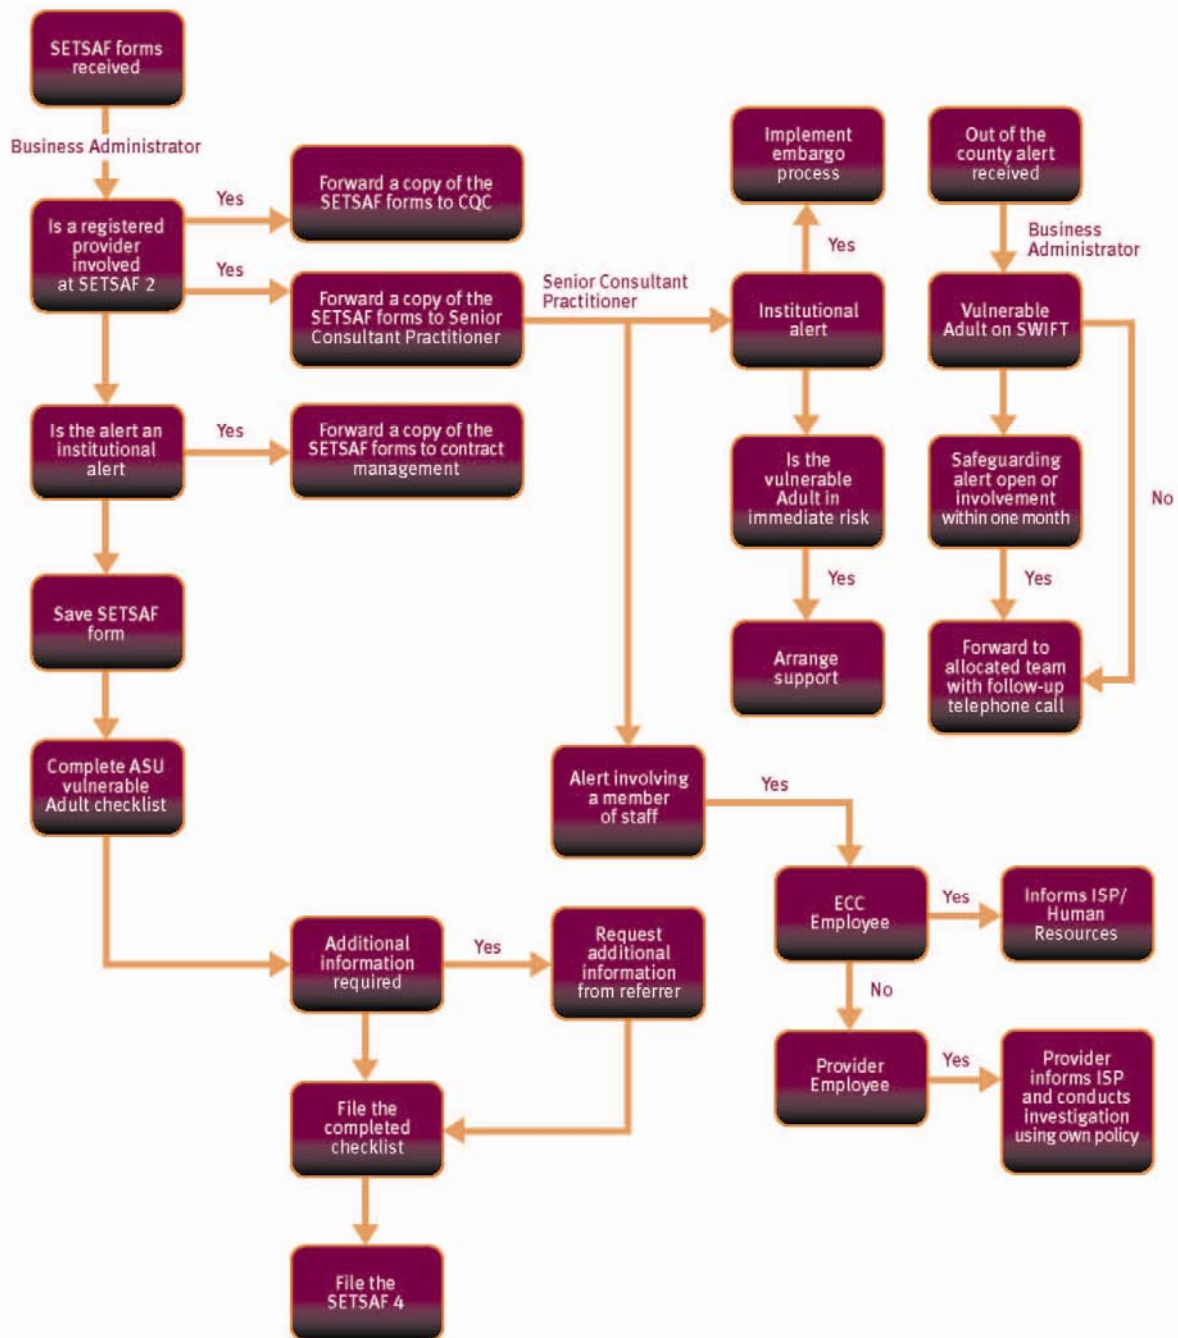 SETSAF forms
received
Business Administrator
Is a registered
provider
involved
at SETSAF 2
Yes
Forward a copy of the
SETSAF forms to CQC
Yes
Forward a copy of the
SETSAF forms to Senior
Consultant Practitioner
Is the alert an
institutional
alert
Yes
Forward a copy of the
SETSAF forms to contract
management
Save SETSAF
form
Complete ASU
vulnerable
Adult checklist
Additional
information
required
Yes
Request
additional
information
from referrer
File the
completed
checklist
File the
SETSAF 4
Senior Consultant
Practitioner
Implement
embargo
process
Yes
Institutional
alert
Is the
vulnerable
Adult in
immediate risk
Yes
Arrange
support
Out of the
county alert
received
Business
Administrator
Vulnerable
Adult on SWIFT
Safeguarding
alert open or
involvement
within one month
No
Yes
Forward to
allocated team
with follow-up
telephone call
Alert involving
a member
of staff
Yes
ECC
Employee
Yes
Informs ISP/
Human
Resources
No
Provider
Employee
Yes
Provider
informs ISP
and conducts
investigation
using own policy